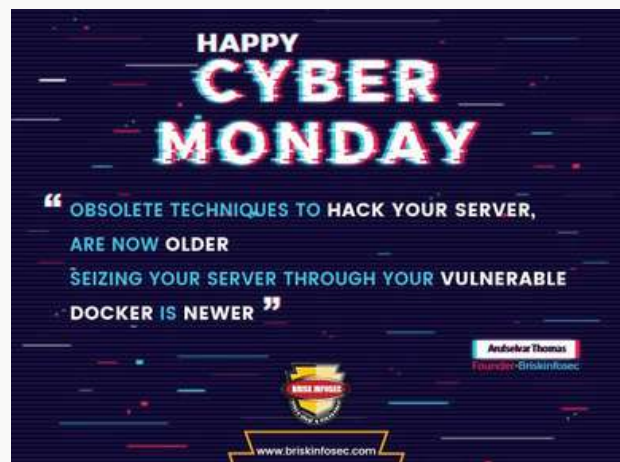 HAPPY
CYBER
MONDAY
“ OBSOLETE TECHNIQUES TO HACK YOUR SERVER,
ARE NOW OLDER
SEIZING YOUR SERVER THROUGH YOUR VULNERABLE
DOCKER IS NEWER ”
Arulselvar Thomas
Founder-Briskinfosec
BRISK INFOSEC
www.briskinfosec.com